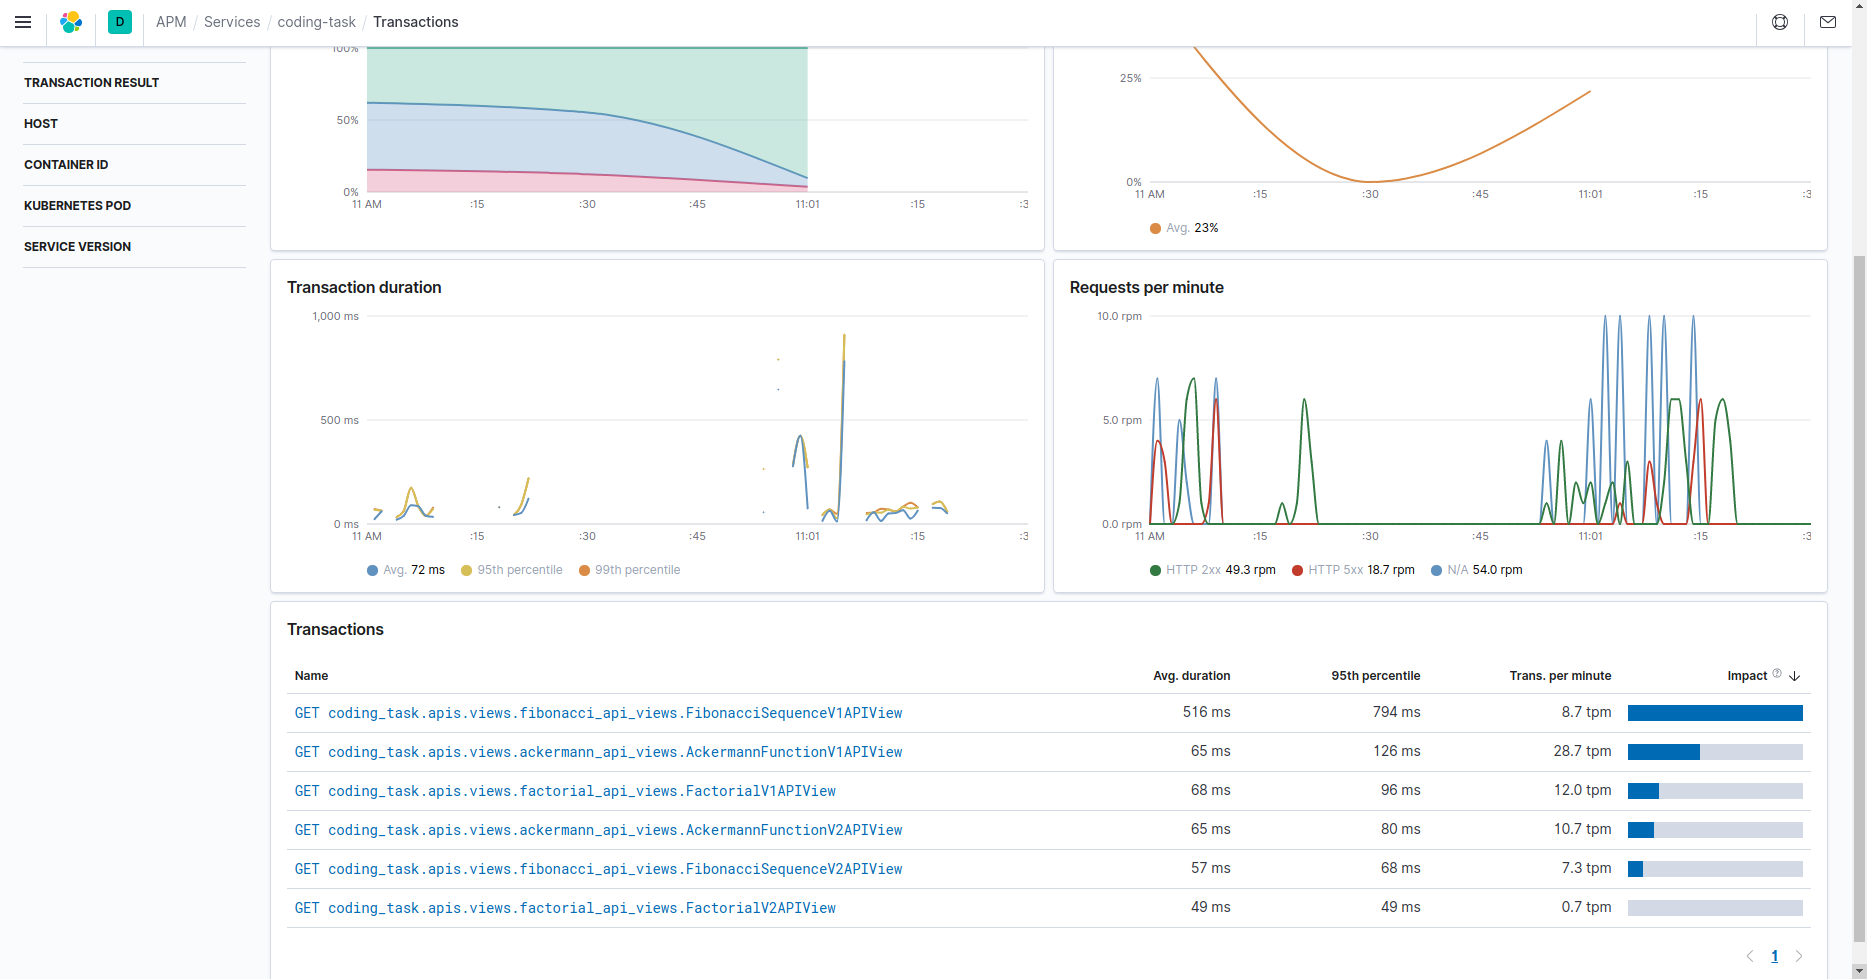 D APM / Services / coding-task / Transactions
TRANSACTION RESULT
HOST
CONTAINER ID
KUBERNETES POD
SERVICE VERSION
100%
50%
0%
11 AM :15 :30 :45 11:01 :15 :3
25%
0%
11 AM :15 :30 :45 11:01 :15 :3
Avg. 23%
Transaction duration
1,000 ms
500 ms
0 ms
11 AM :15 :30 :45 11:01 :15 :3
Avg. 72 ms 95th percentile 99th percentile
Requests per minute
10.0 rpm
5.0 rpm
0.0 rpm
11 AM :15 :30 :45 11:01 :15 :3
HTTP 2xx 49.3 rpm HTTP 5xx 18.7 rpm N/A 54.0 rpm
Transactions
Name Avg. duration 95th percentile Trans. per minute Impact ?
GET coding_task.apis.views.fibonacci_api_views.FibonacciSequenceV1APIView 516 ms 794 ms 8.7 tpm
GET coding_task.apis.views.ackermann_api_views.AckermannFunctionV1APIView 65 ms 126 ms 28.7 tpm
GET coding_task.apis.views.factorial_api_views.FactorialV1APIView 68 ms 96 ms 12.0 tpm
GET coding_task.apis.views.ackermann_api_views.AckermannFunctionV2APIView 65 ms 80 ms 10.7 tpm
GET coding_task.apis.views.fibonacci_api_views.FibonacciSequenceV2APIView 57 ms 68 ms 7.3 tpm
GET coding_task.apis.views.factorial_api_views.FactorialV2APIView 49 ms 49 ms 0.7 tpm
1